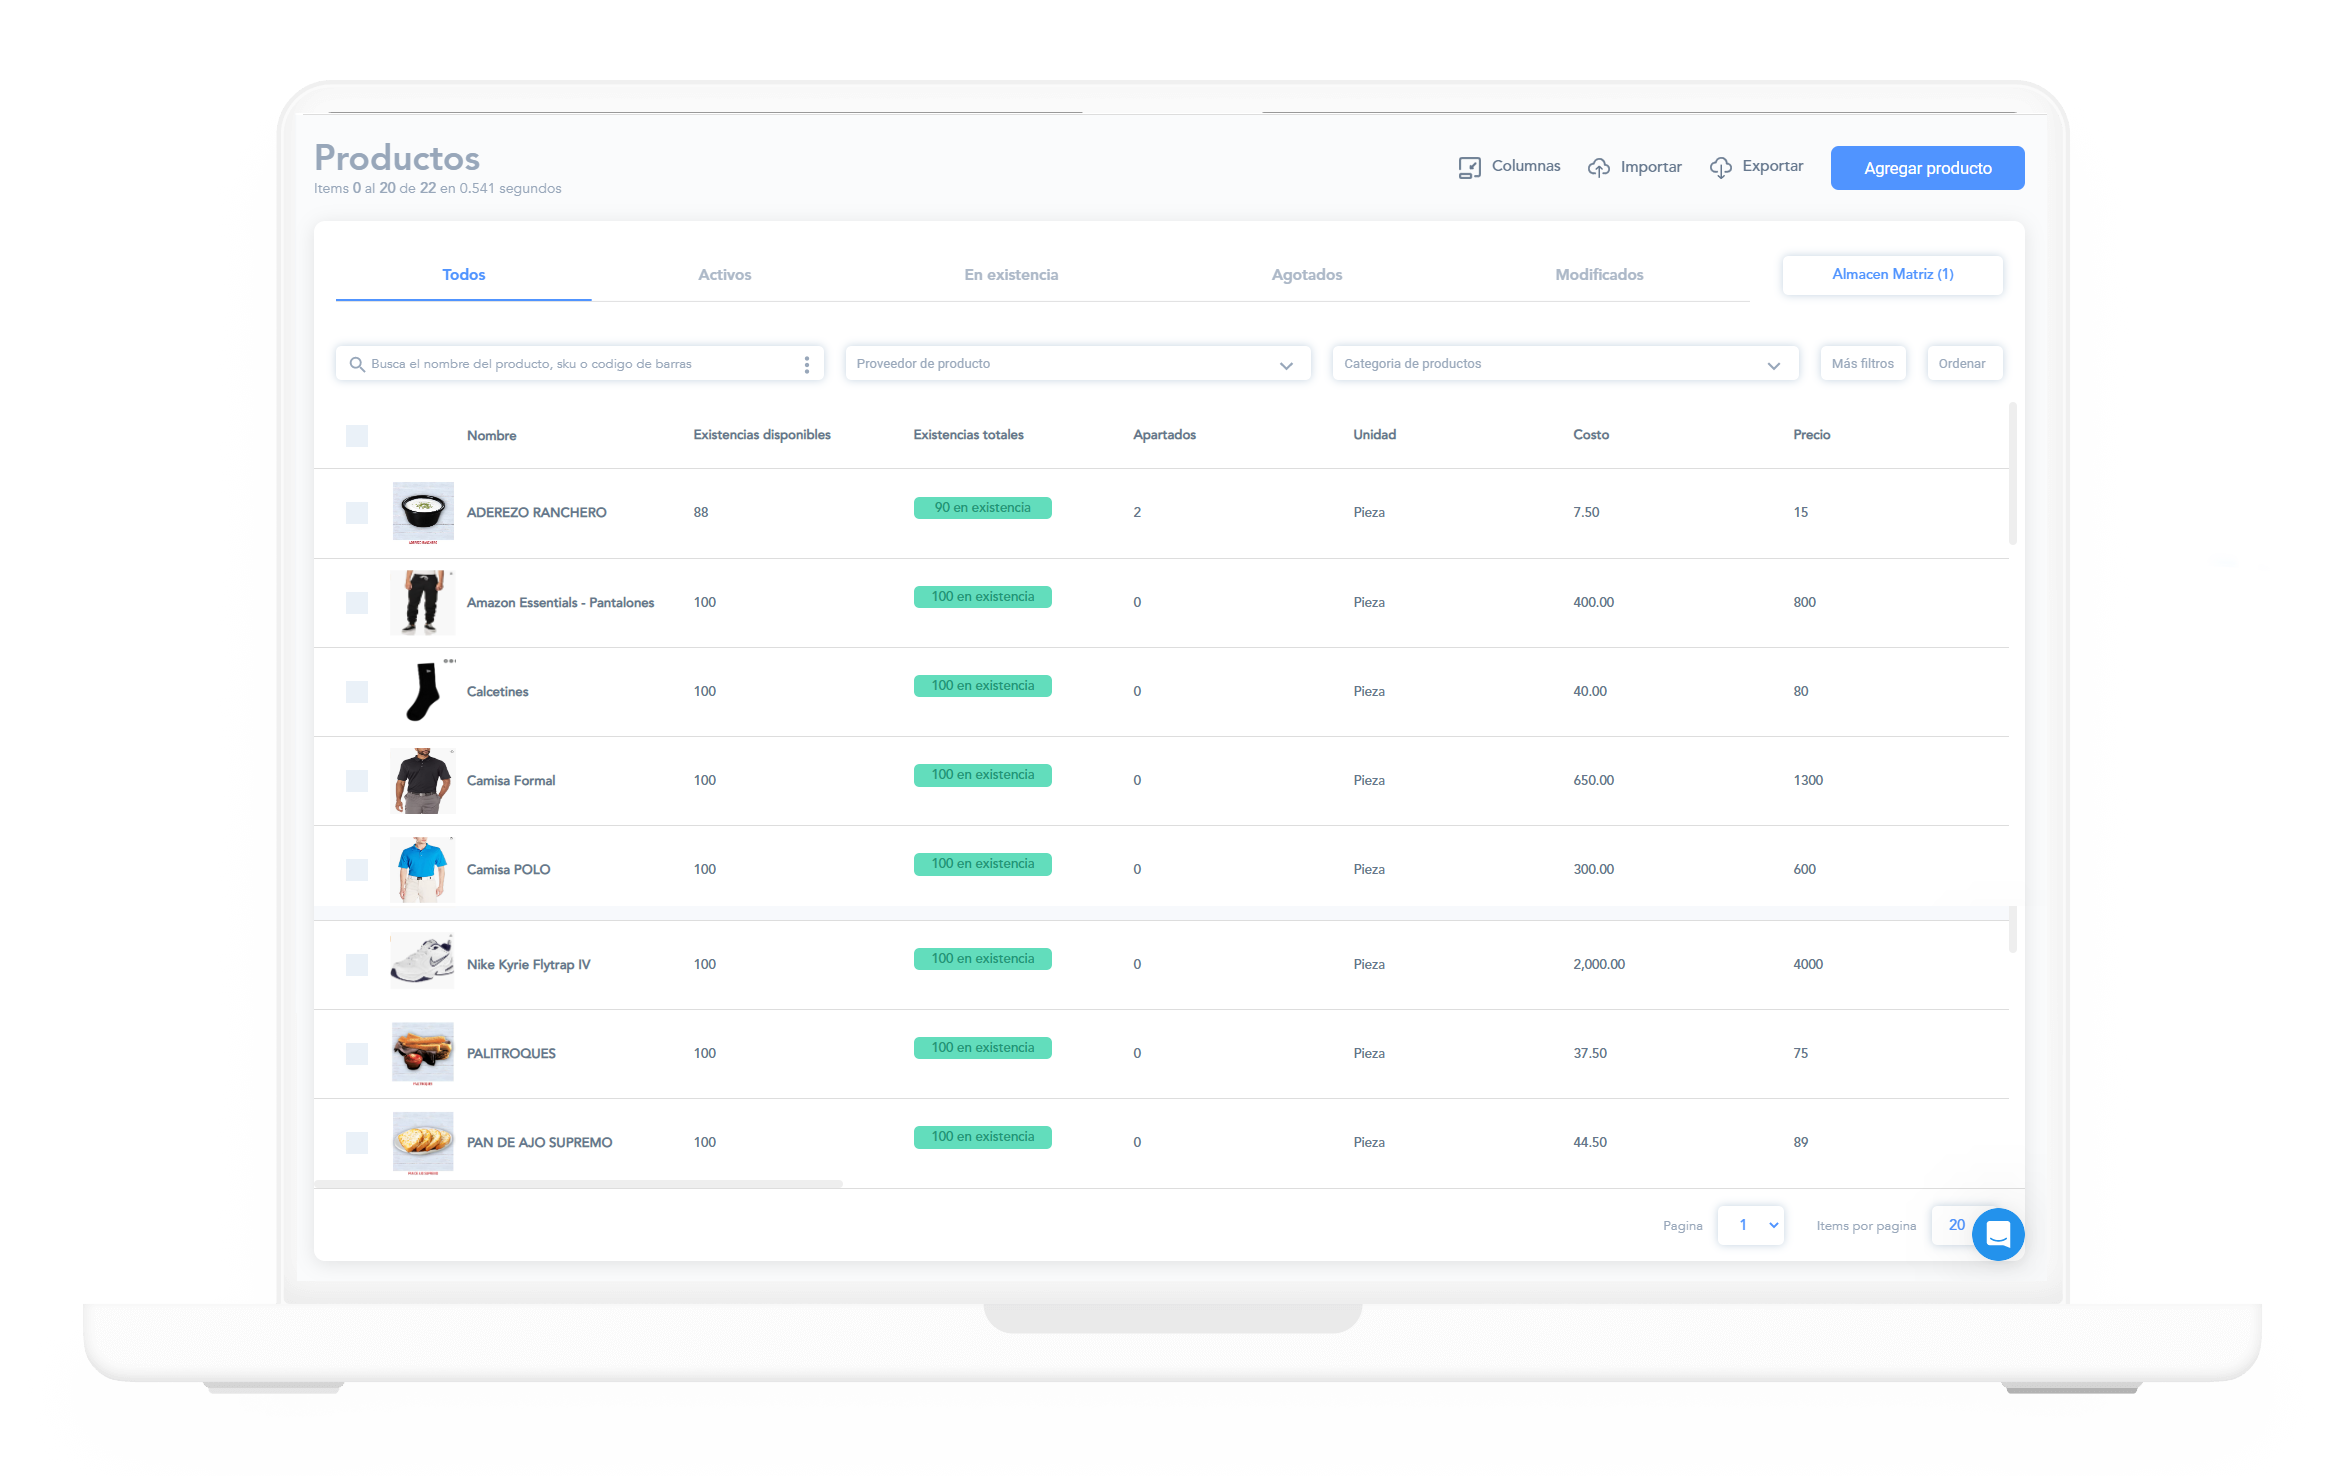 Productos
Items 0 al 20 de 22 en 0.541 segundos
Columnas Importar Exportar Agregar producto
Todos Activos En existencia Agotados Modificados Almacen Matriz (1)
Busca el nombre del producto, sku o codigo de barras Proveedor de producto Categoria de productos Más filtros Ordenar
Nombre Existencias disponibles Existencias totales Apartados Unidad Costo Precio
ADEREZO RANCHERO 88 90 en existencia 2 Pieza 7.50 15
Amazon Essentials - Pantalones 100 100 en existencia 0 Pieza 400.00 800
Calcetines 100 100 en existencia 0 Pieza 40.00 80
Camisa Formal 100 100 en existencia 0 Pieza 650.00 1300
Camisa POLO 100 100 en existencia 0 Pieza 300.00 600
Nike Kyrie Flytrap IV 100 100 en existencia 0 Pieza 2,000.00 4000
PALITROQUES 100 100 en existencia 0 Pieza 37.50 75
PAN DE AJO SUPREMO 100 100 en existencia 0 Pieza 44.50 89
Pagina 1 Items por pagina 20